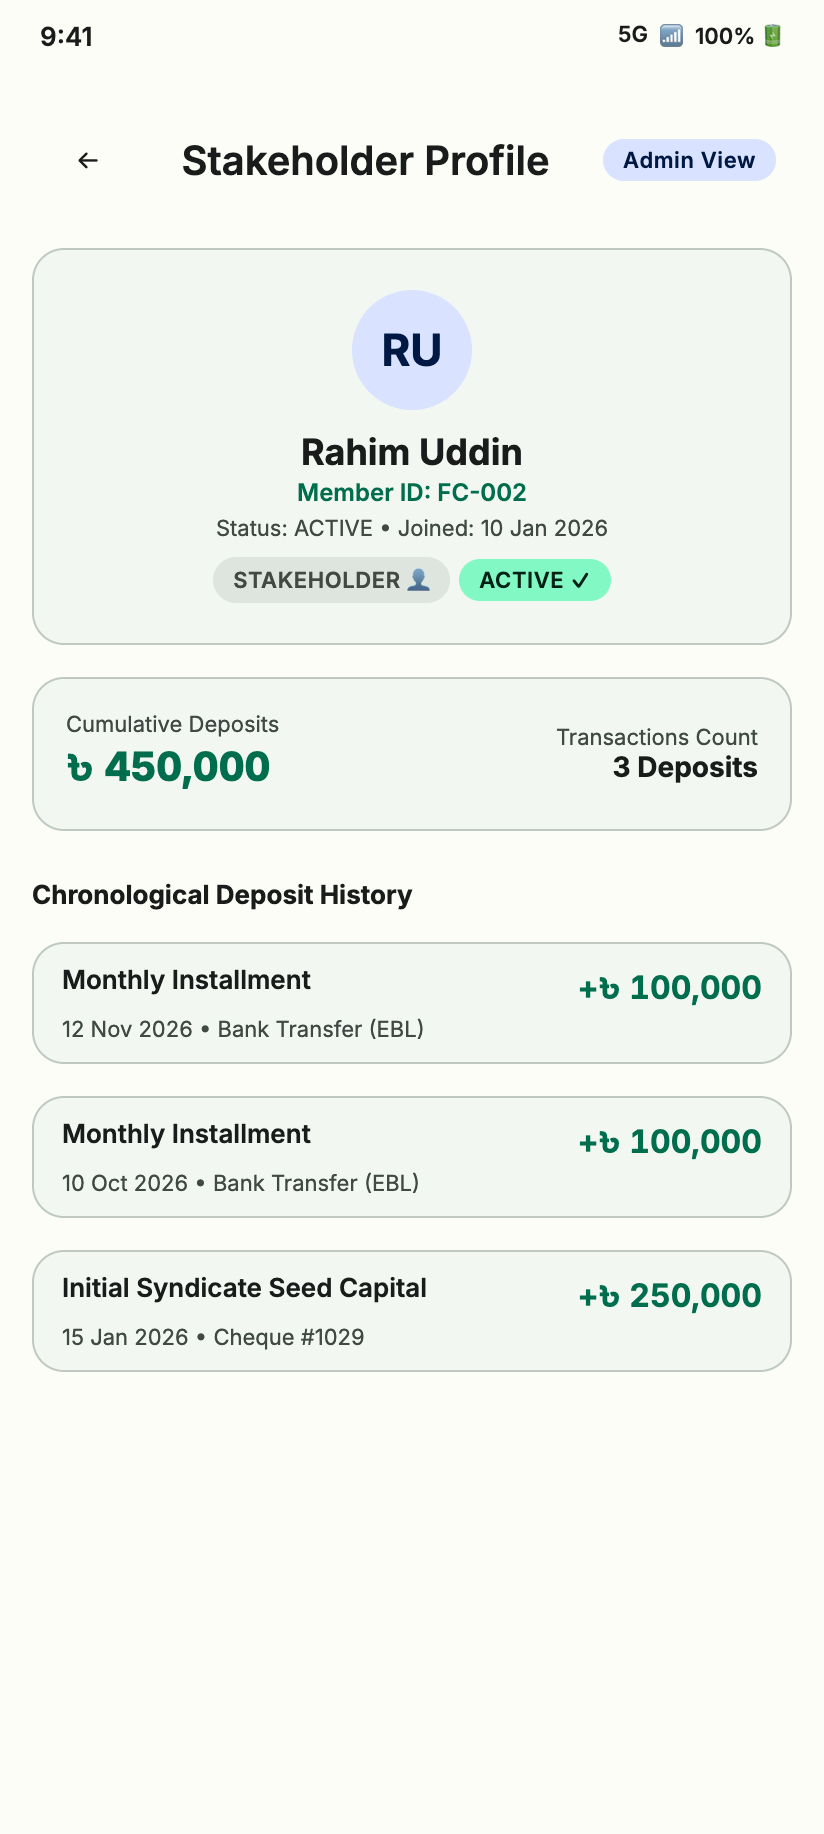 9:41
5G 📶 100% 🔋
← Stakeholder Profile
Admin View
RU
Rahim Uddin
Member ID: FC-002
Status: ACTIVE • Joined: 10 Jan 2026
STAKEHOLDER 👤
ACTIVE ✓
Cumulative Deposits
৳ 450,000
Transactions Count
3 Deposits
Chronological Deposit History
Monthly Installment
+৳ 100,000
12 Nov 2026 • Bank Transfer (EBL)
Monthly Installment
+৳ 100,000
10 Oct 2026 • Bank Transfer (EBL)
Initial Syndicate Seed Capital
+৳ 250,000
15 Jan 2026 • Cheque #1029